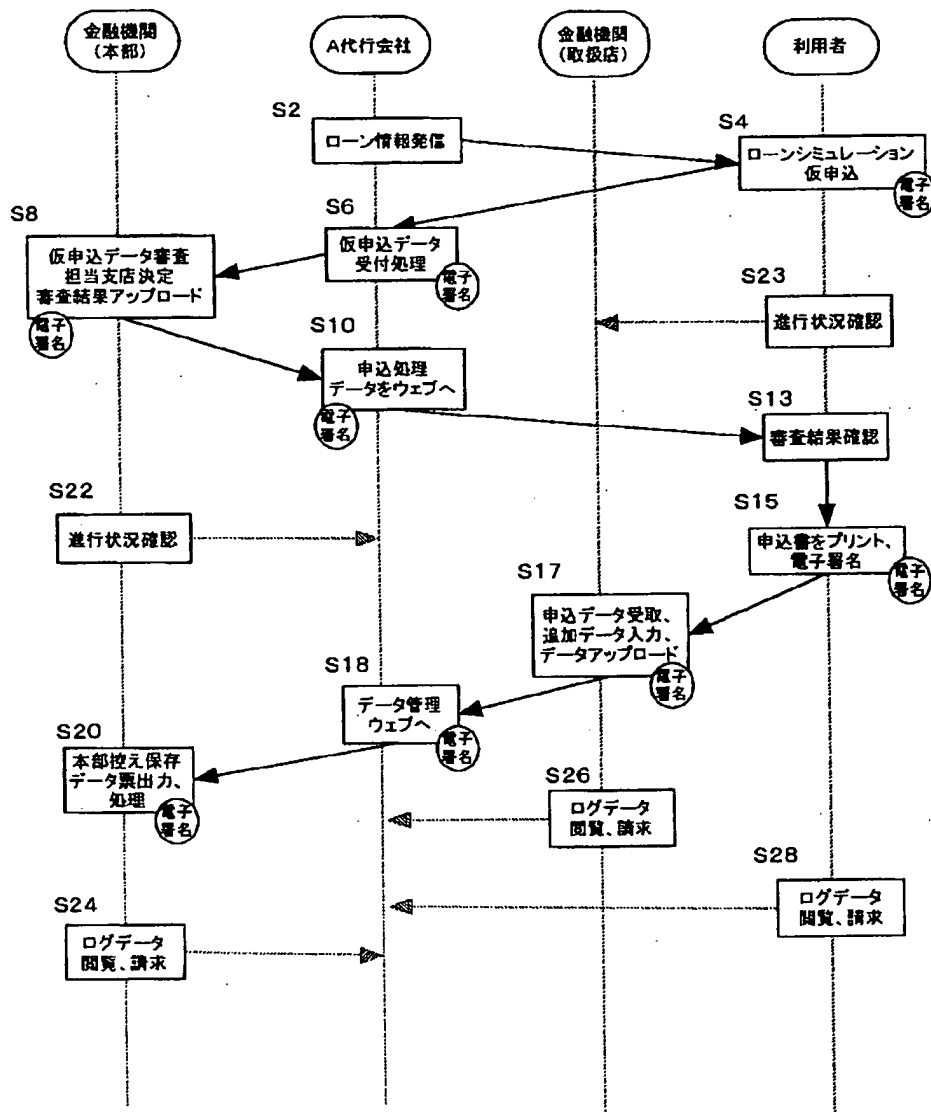 金融機関
(本部)
A代行会社
金融機関
(取扱店)
利用者
S2
ローン情報発信
S4
ローンシミュレーション
仮申込
電子
署名
S6
仮申込データ
受付処理
電子
署名
S8
仮申込データ審査
担当支店決定
審査結果アップロード
電子
署名
S23
進行状況確認
S10
申込処理
データをウェブへ
電子
署名
S13
審査結果確認
S22
進行状況確認
S15
申込書をプリント、
電子署名
電子
署名
S17
申込データ受取、
追加データ入力、
データアップロード
電子
署名
S18
データ管理
ウェブへ
電子
署名
S20
本部控え保存
データ票出力、
処理
電子
署名
S26
ログデータ
閲覧、請求
S28
ログデータ
閲覧、請求
S24
ログデータ
閲覧、請求